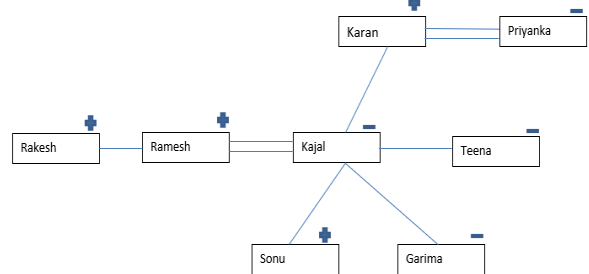 Karan
Priyanka
Rakesh
Ramesh
Kajal
Teena
Sonu
Garima